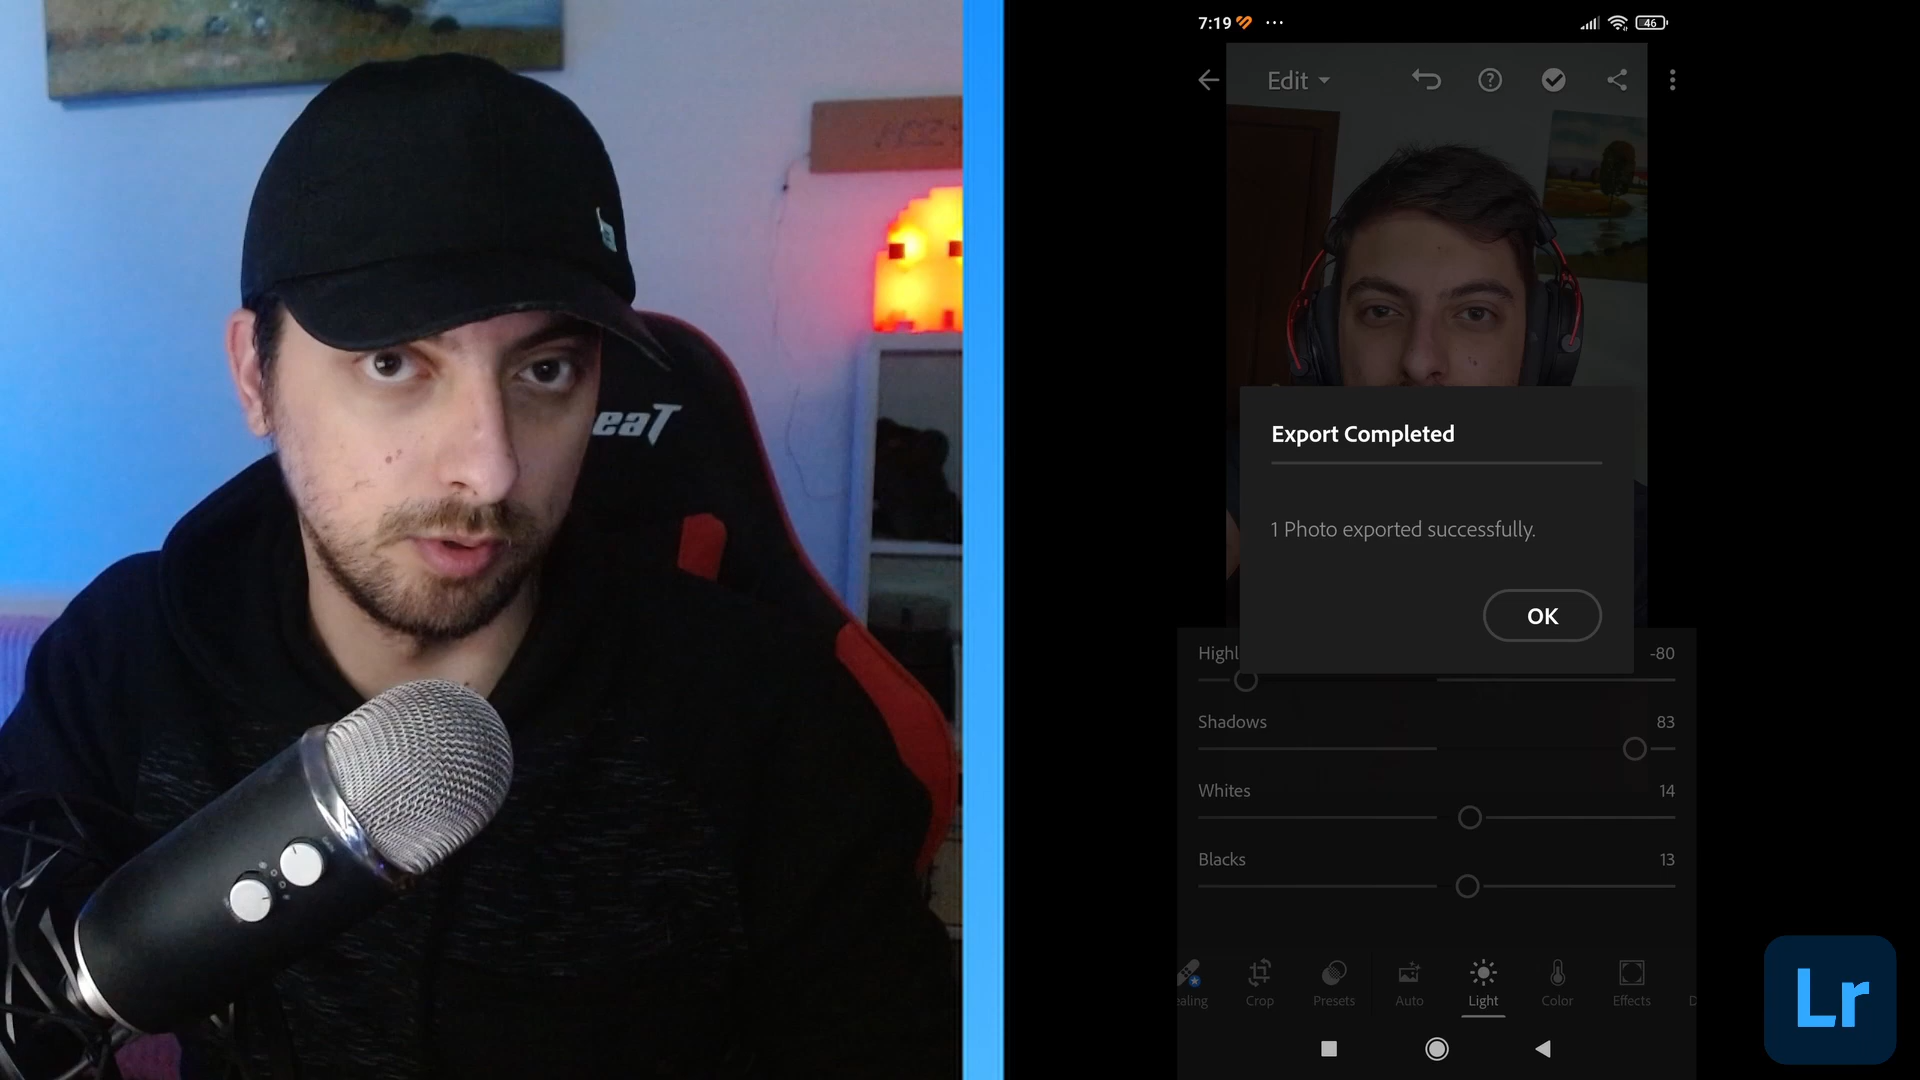 eaT
7:19
46
Edit
Export Completed
1 Photo exported successfully.
OK
Highl
-80
Shadows
83
Whites
14
Blacks
13
ealing
Crop
Presets
Auto
Light
Color
Effects
D
Lr